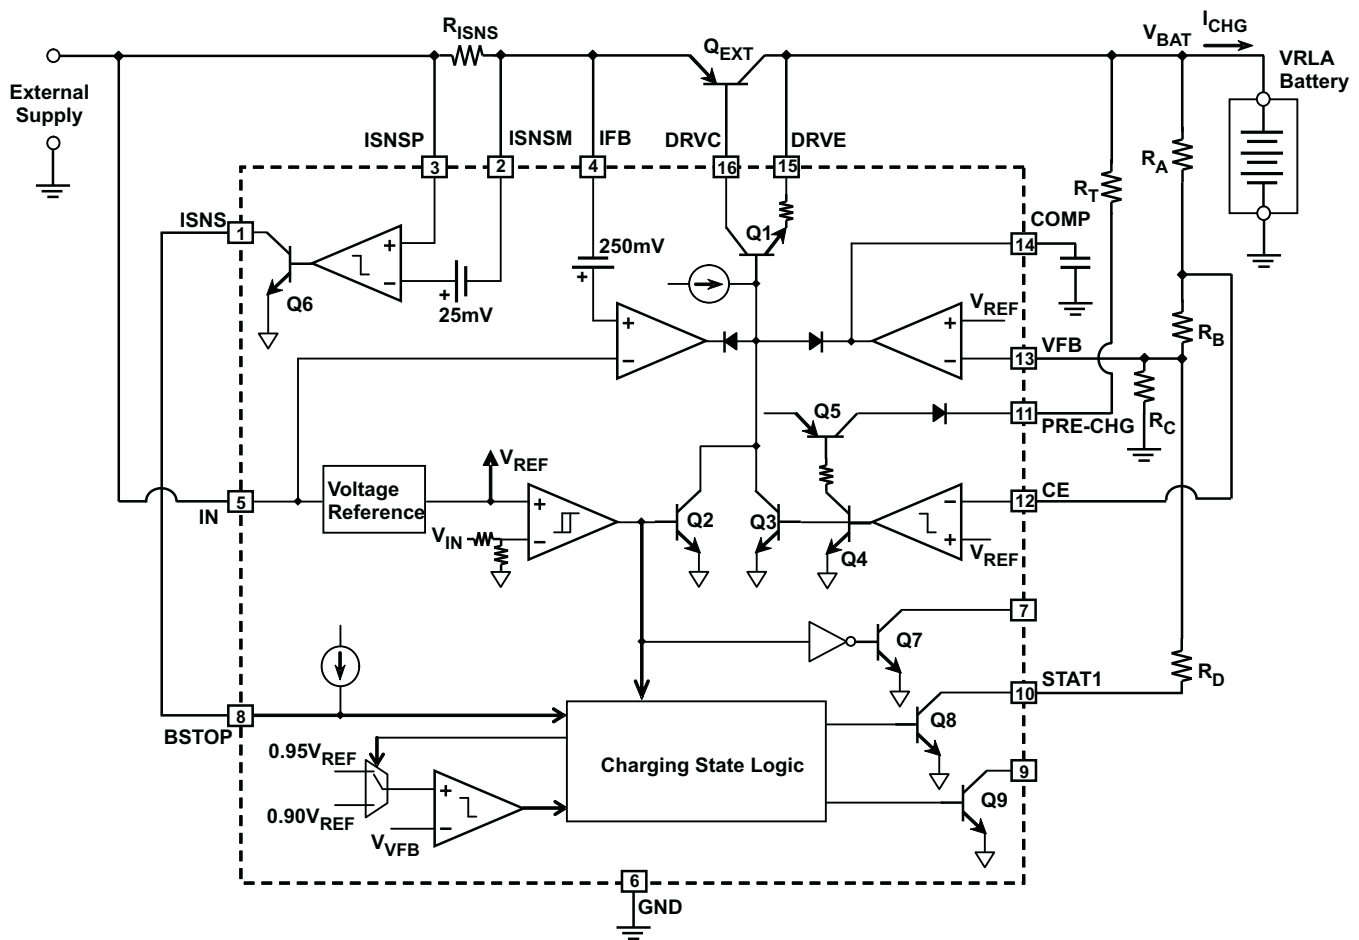 External
Supply
R_ISNS
Q_EXT
V_BAT
I_CHG
VRLA
Battery
ISNSP
ISNSM
IFB
DRVC
DRVE
3
2
4
16
15
R_T
R_A
ISNS
1
+
−
Q6
+
25mV
250mV
+
Q1
COMP
14
+
−
V_REF
+
−
VFB
13
R_B
Q5
11
PRE-CHG
R_C
5
IN
Voltage
Reference
V_REF
V_IN
+
−
Q2
Q3
Q4
−
+
V_REF
12
CE
7
Q7
STAT1
10
R_D
8
BSTOP
Q8
9
Q9
0.95V_REF
0.90V_REF
V_VFB
+
−
Charging State Logic
6
GND